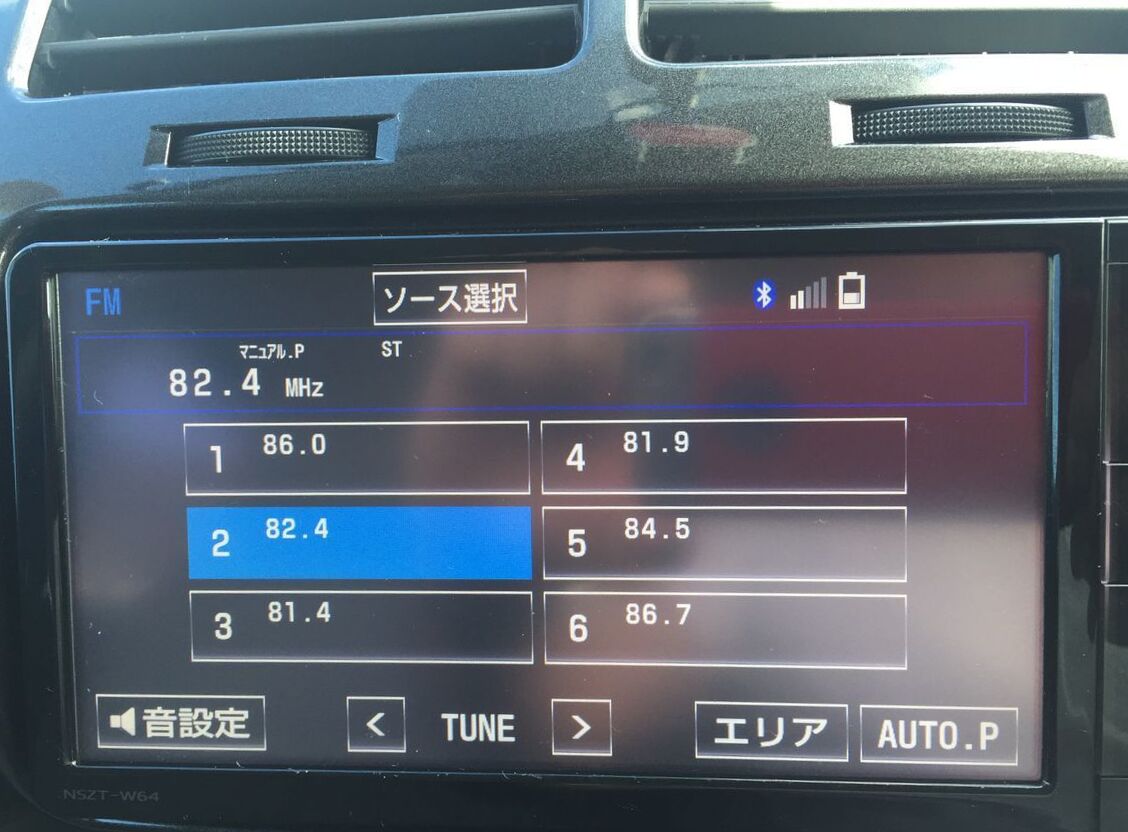 FM
ソース選択
マニュアル.P ST
82.4 MHz
1 86.0
4 81.9
2 82.4
5 84.5
3 81.4
6 86.7
音設定
< TUNE >
エリア
AUTO.P
NSZT-W64